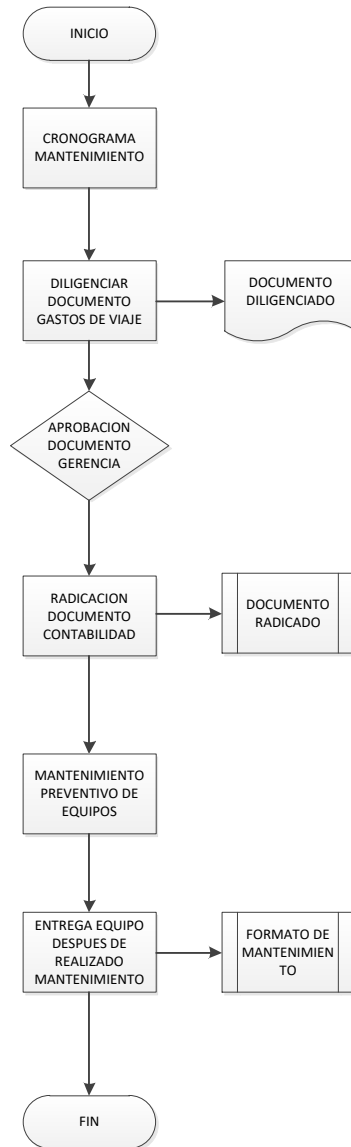 INICIO
CRONOGRAMA
MANTENIMIENTO
DILIGENCIAR
DOCUMENTO
GASTOS DE VIAJE
DOCUMENTO
DILIGENCIADO
APROBACION
DOCUMENTO
GERENCIA
RADICACION
DOCUMENTO
CONTABILIDAD
DOCUMENTO
RADICADO
MANTENIMIENTO
PREVENTIVO DE
EQUIPOS
ENTREGA EQUIPO
DESPUES DE
REALIZADO
MANTENIMIENTO
FORMATO DE
MANTENIMIEN
TO
FIN